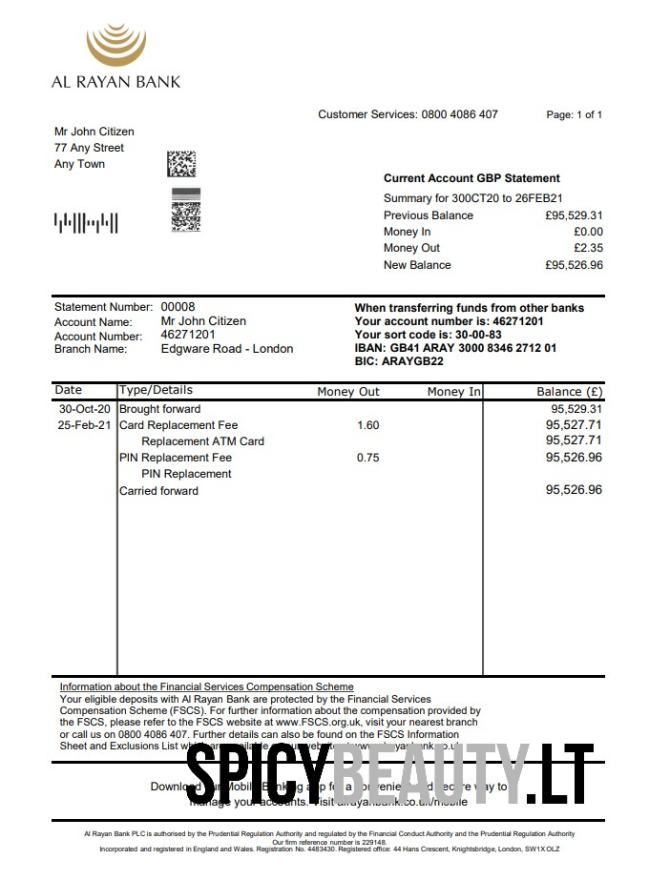 AL RAYAN BANK
Customer Services: 0800 4086 407
Page: 1 of 1
Mr John Citizen
77 Any Street
Any Town
Current Account GBP Statement
Summary for 30OCT20 to 26FEB21
Previous Balance £95,529.31
Money In £0.00
Money Out £2.35
New Balance £95,526.96
Statement Number: 00008
Account Name: Mr John Citizen
Account Number: 46271201
Branch Name: Edgware Road - London
When transferring funds from other banks
Your account number is: 46271201
Your sort code is: 30-00-83
IBAN: GB41 ARAY 3000 8346 2712 01
BIC: ARAYGB22
Date Type/Details Money Out Money In Balance (£)
30-Oct-20 Brought forward 95,529.31
25-Feb-21 Card Replacement Fee 1.60 95,527.71
Replacement ATM Card 95,527.71
PIN Replacement Fee 0.75 95,526.96
PIN Replacement
Carried forward 95,526.96
Information about the Financial Services Compensation Scheme
Your eligible deposits with Al Rayan Bank are protected by the Financial Services
Compensation Scheme (FSCS). For further information about the compensation provided by
the FSCS, please refer to the FSCS website at www.FSCS.org.uk, visit your nearest branch
or call us on 0800 4086 407. Further details can also be found on the FSCS Information
Sheet and Exclusions List which are available on our website
SPICYBEAUTY.LT
Download our Mobile Banking app for a convenient and secure way to
manage your accounts. Visit alrayanbank.co.uk/mobile
Al Rayan Bank PLC is authorised by the Prudential Regulation Authority and regulated by the Financial Conduct Authority and the Prudential Regulation Authority
Our firm reference number is 229148.
Incorporated and registered in England and Wales. Registration No. 4483430. Registered office: 44 Hans Crescent, Knightsbridge, London, SW1X OLZ